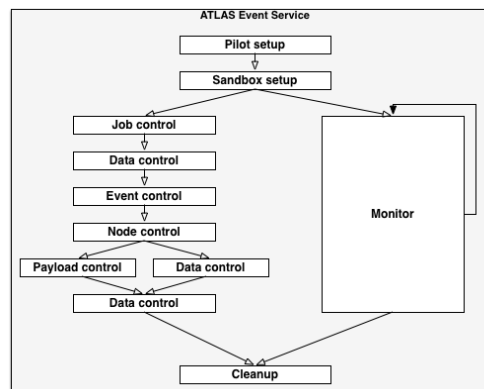 ATLAS Event Service
Pilot setup
Sandbox setup
Job control
Data control
Event control
Node control
Monitor
Payload control
Data control
Data control
Cleanup